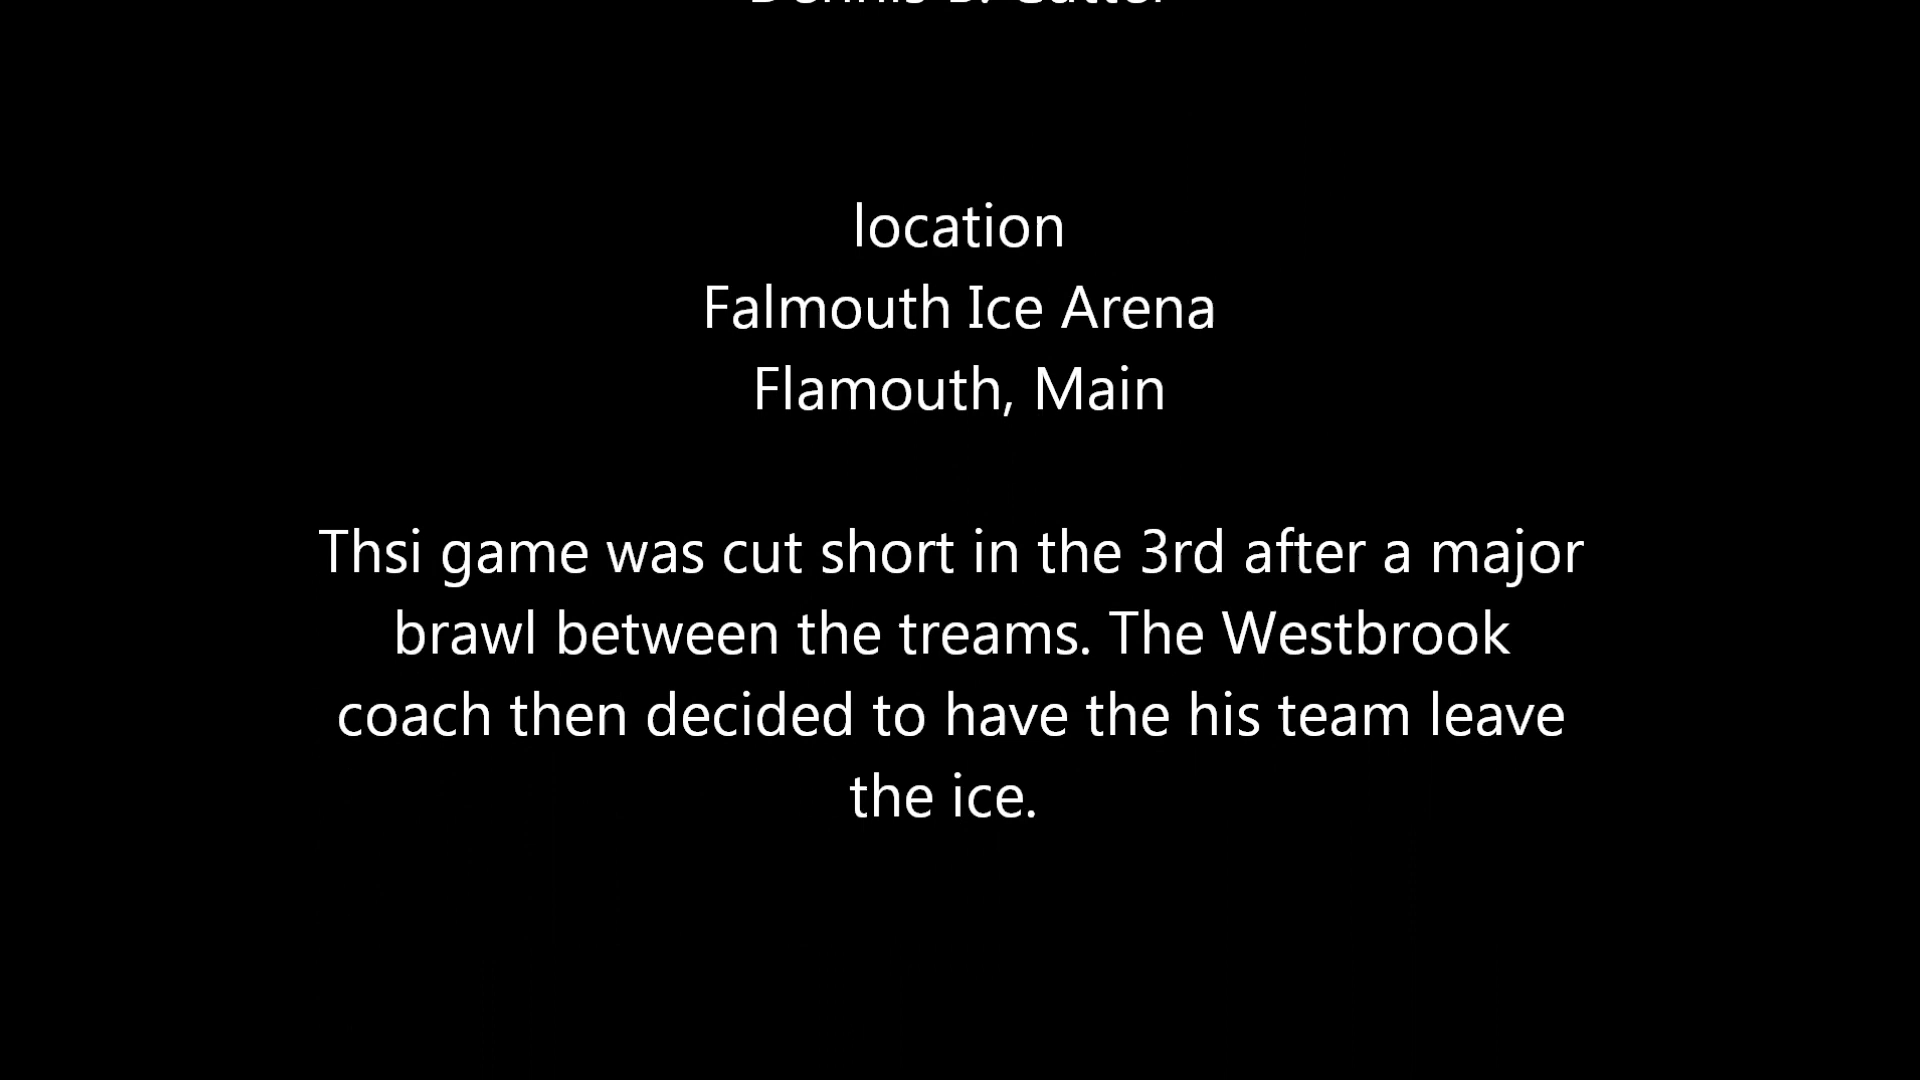 location
Falmouth Ice Arena
Flamouth, Main
Thsi game was cut short in the 3rd after a major
brawl between the treams. The Westbrook
coach then decided to have the his team leave
the ice.